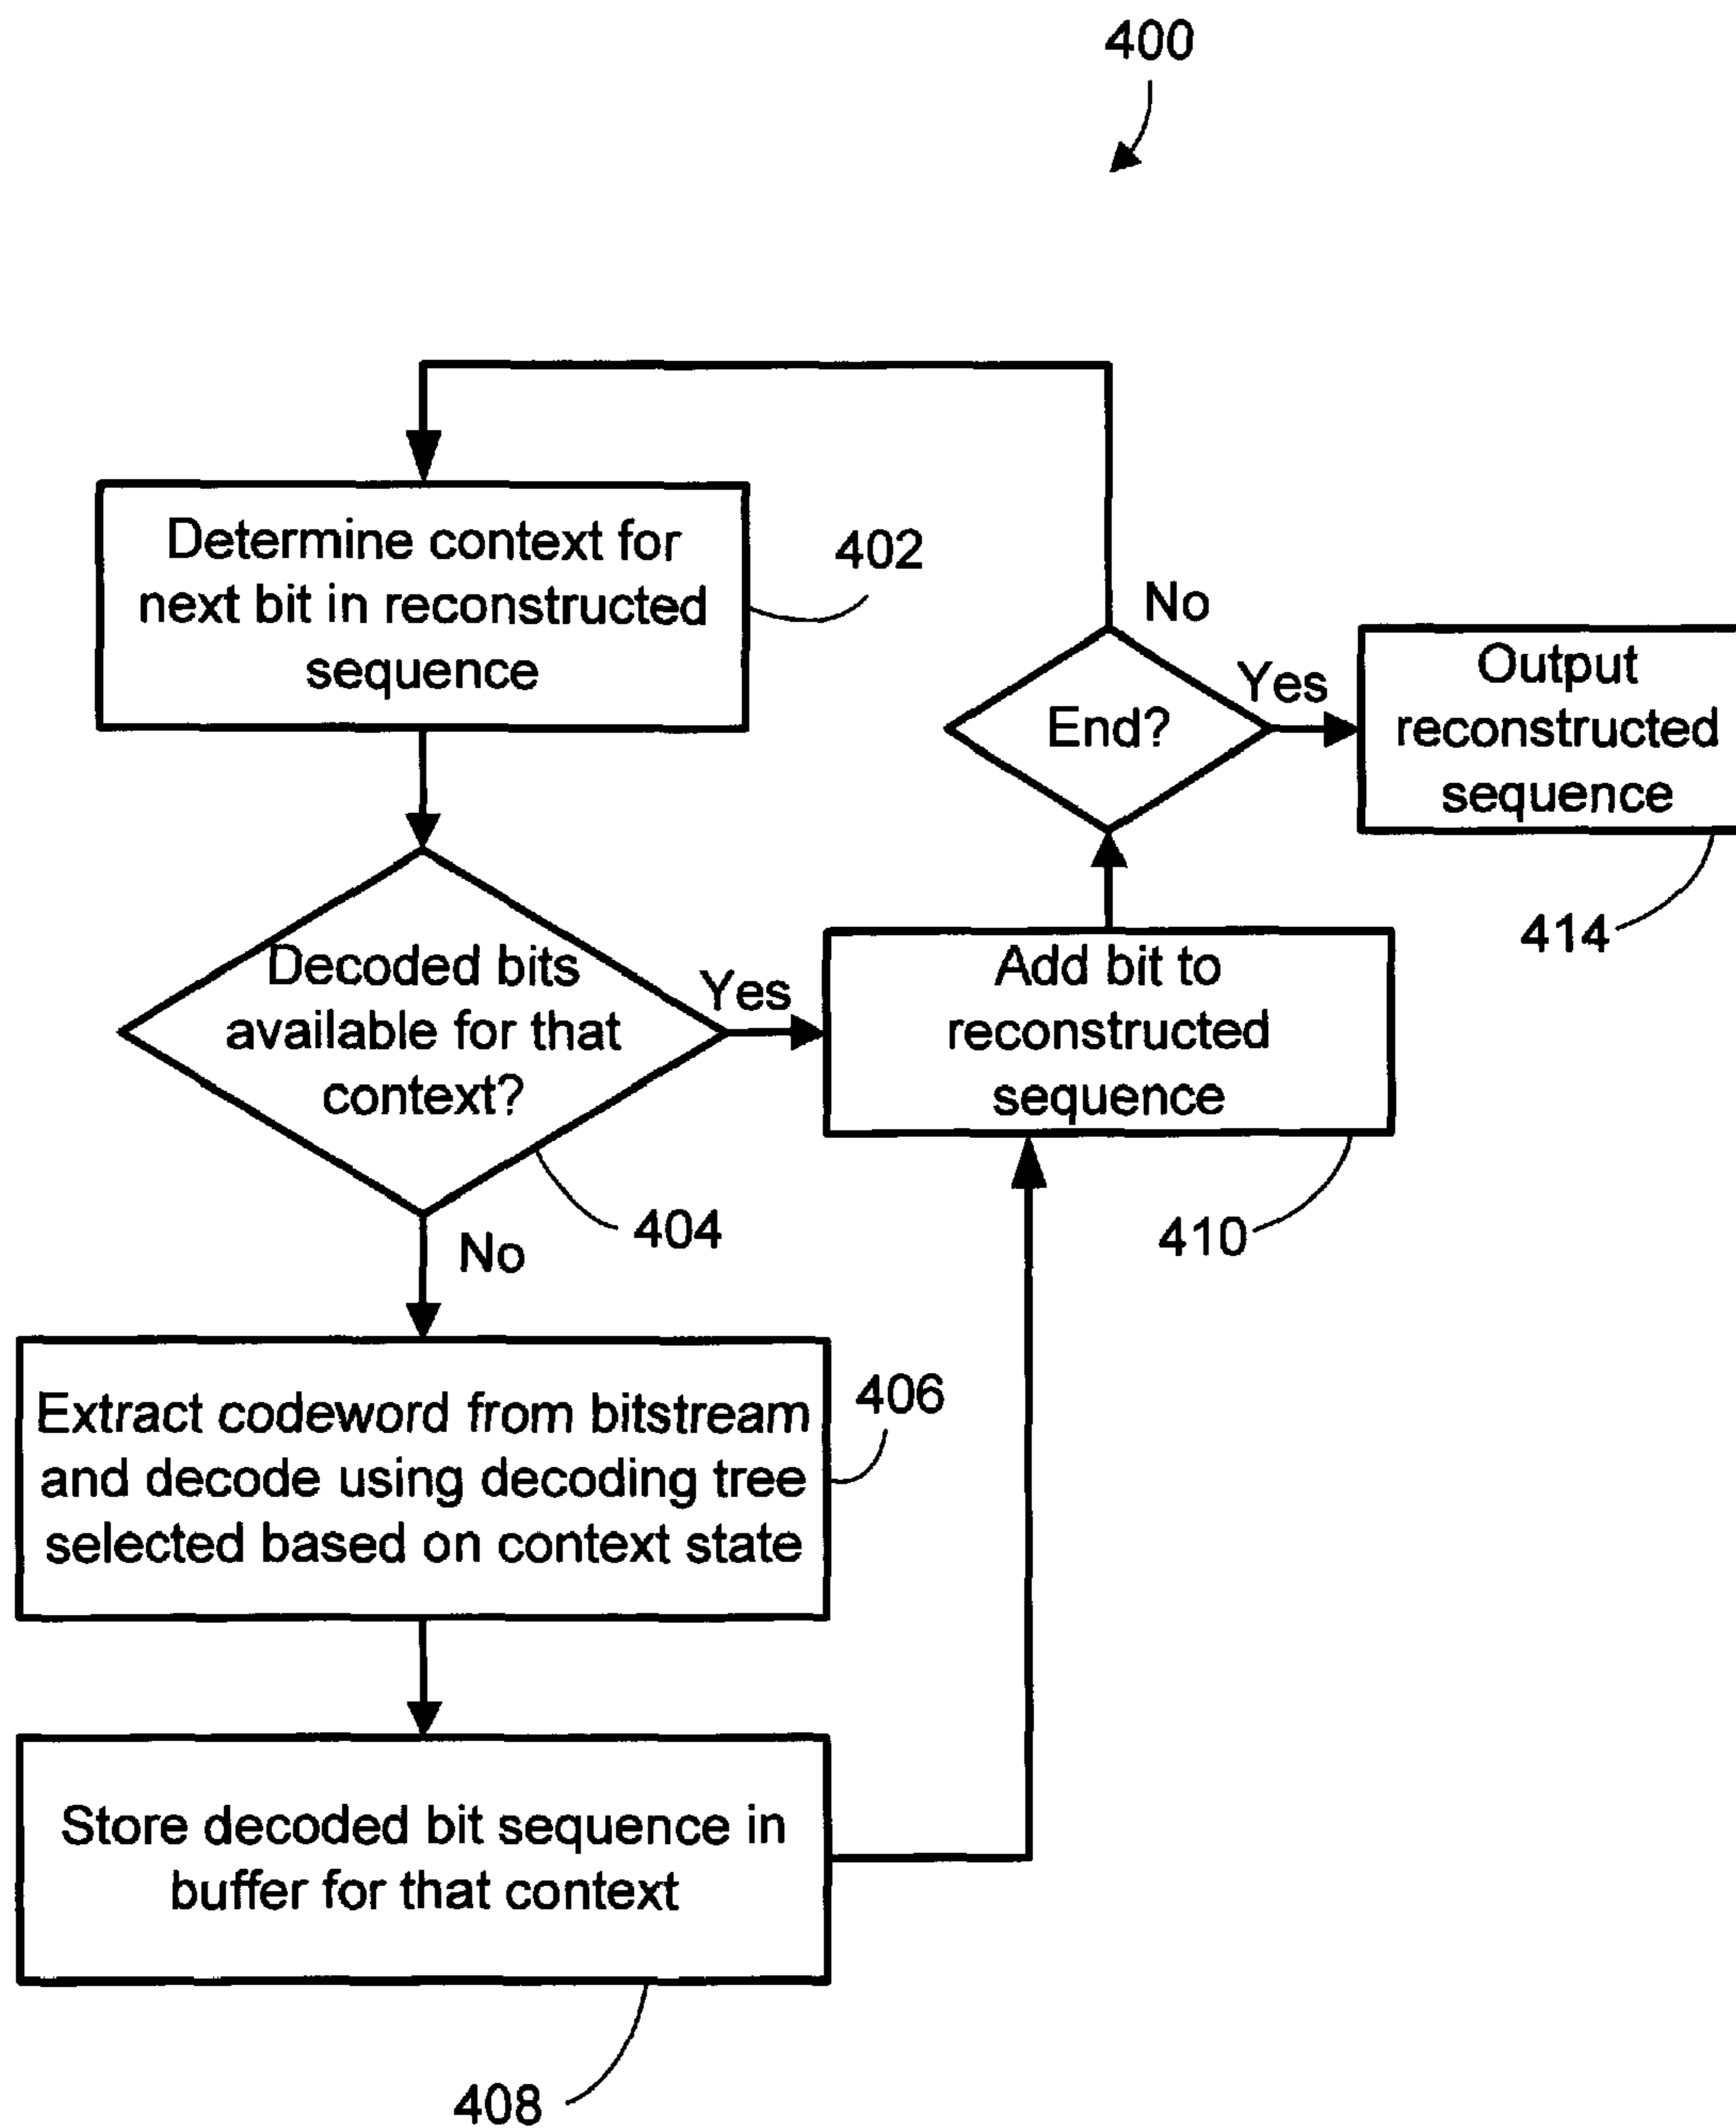 400
Determine context for
next bit in reconstructed
sequence
402
No
End?
Yes
Output
reconstructed
sequence
414
Decoded bits
available for that
context?
404
Yes
Add bit to
reconstructed
sequence
410
No
Extract codeword from bitstream
and decode using decoding tree
selected based on context state
406
Store decoded bit sequence in
buffer for that context
408